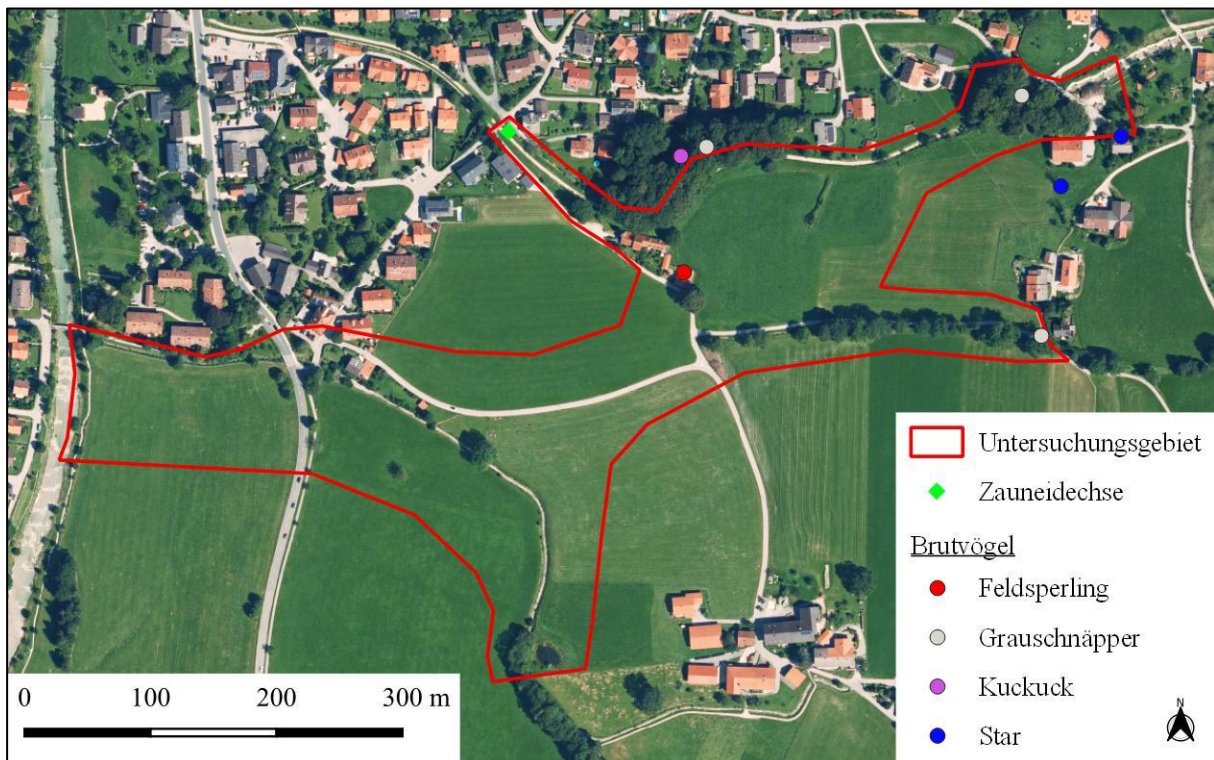 Untersuchungsgebiet
Zauneidechse
Brutvögel
Feldsperling
Grauschnäpper
Kuckuck
Star
N
0 100 200 300 m